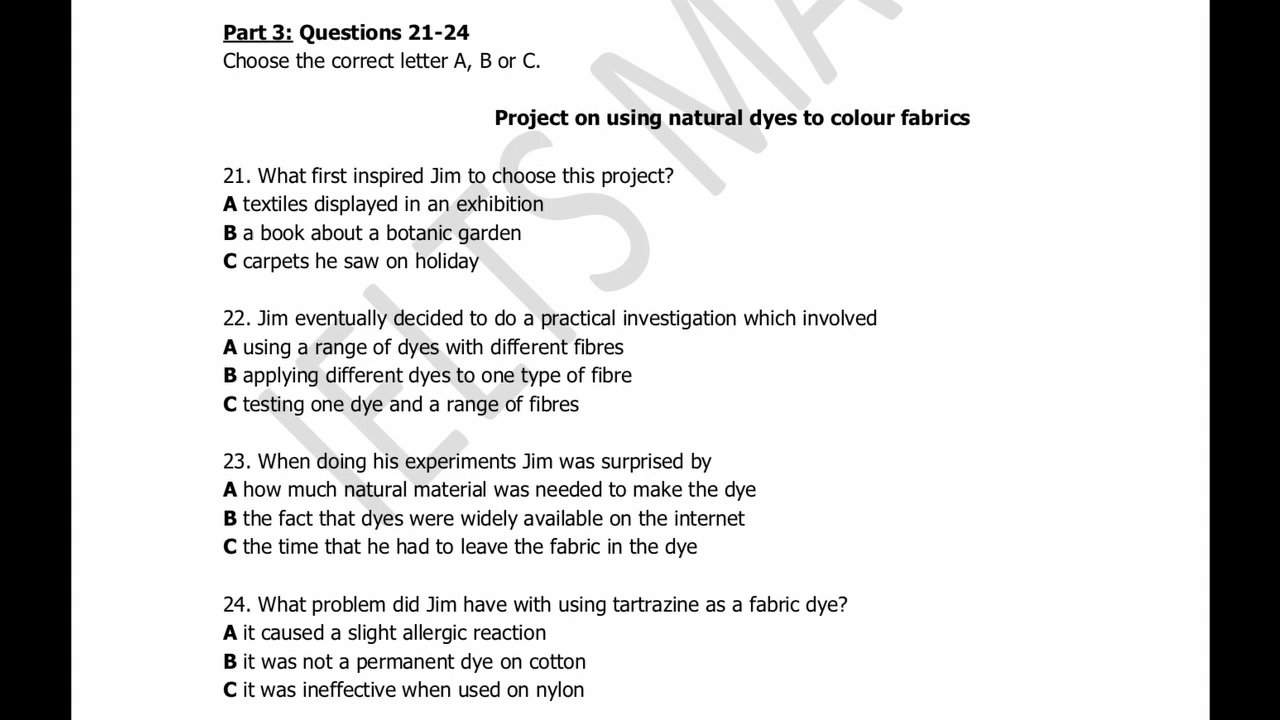 Part 3: Questions 21-24
Choose the correct letter A, B or C.
Project on using natural dyes to colour fabrics
21. What first inspired Jim to choose this project?
A textiles displayed in an exhibition
B a book about a botanic garden
C carpets he saw on holiday
22. Jim eventually decided to do a practical investigation which involved
A using a range of dyes with different fibres
B applying different dyes to one type of fibre
C testing one dye and a range of fibres
23. When doing his experiments Jim was surprised by
A how much natural material was needed to make the dye
B the fact that dyes were widely available on the internet
C the time that he had to leave the fabric in the dye
24. What problem did Jim have with using tartrazine as a fabric dye?
A it caused a slight allergic reaction
B it was not a permanent dye on cotton
C it was ineffective when used on nylon
IELTS MA